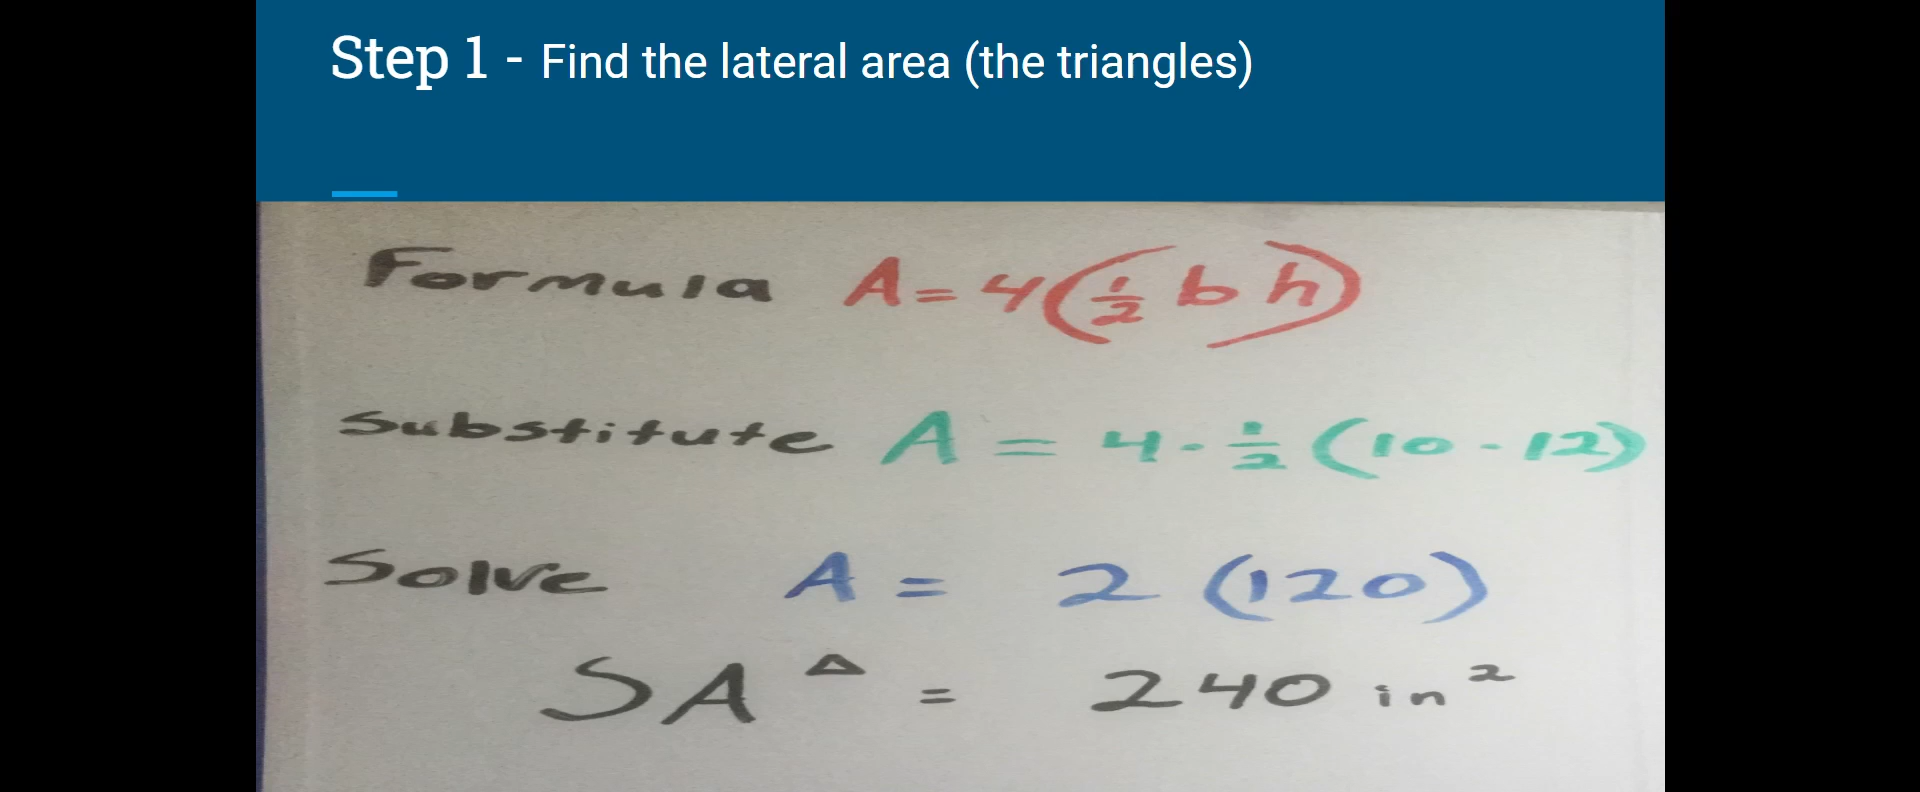 Step 1 - Find the lateral area (the triangles)
Formula A = 4(½ b h)
Substitute A = 4 · ½ (10 · 12)
Solve A = 2 (120)
SA △ = 240 in²